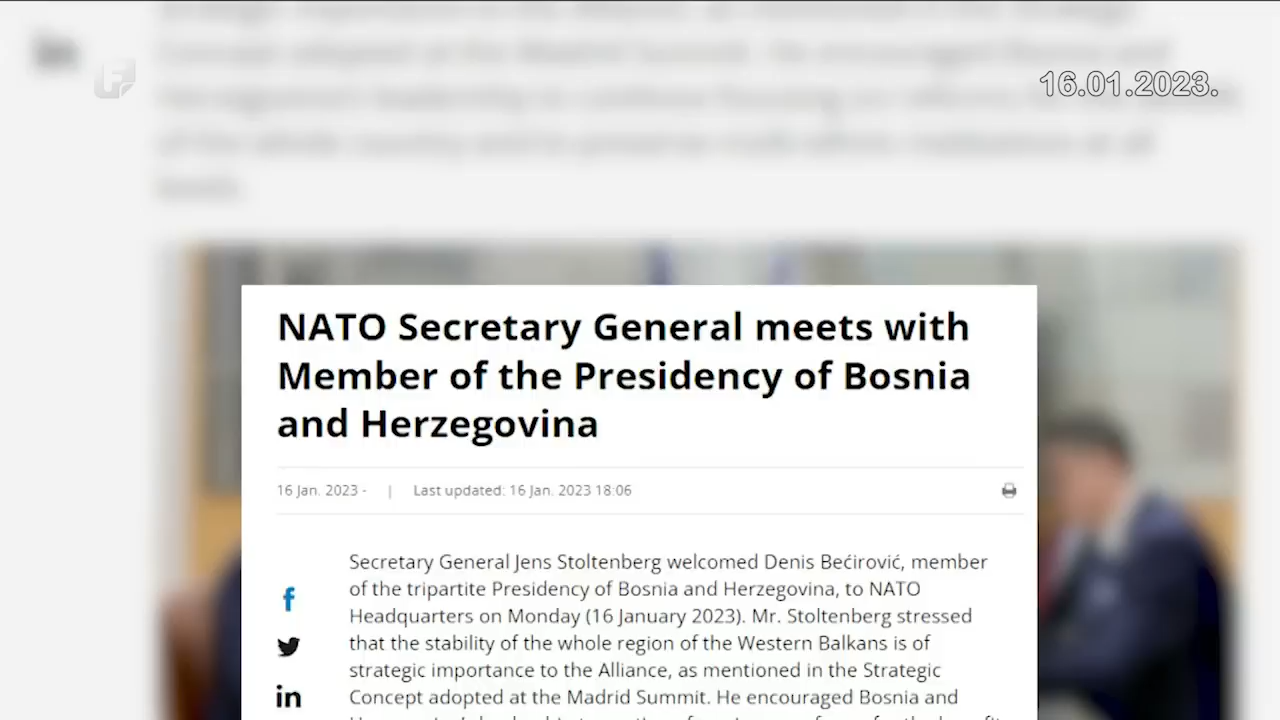 16.01.2023.
NATO Secretary General meets with
Member of the Presidency of Bosnia
and Herzegovina
16 Jan. 2023 - | Last updated: 16 Jan. 2023 18:06
Secretary General Jens Stoltenberg welcomed Denis Bećirović, member
of the tripartite Presidency of Bosnia and Herzegovina, to NATO
Headquarters on Monday (16 January 2023). Mr. Stoltenberg stressed
that the stability of the whole region of the Western Balkans is of
strategic importance to the Alliance, as mentioned in the Strategic
Concept adopted at the Madrid Summit. He encouraged Bosnia and